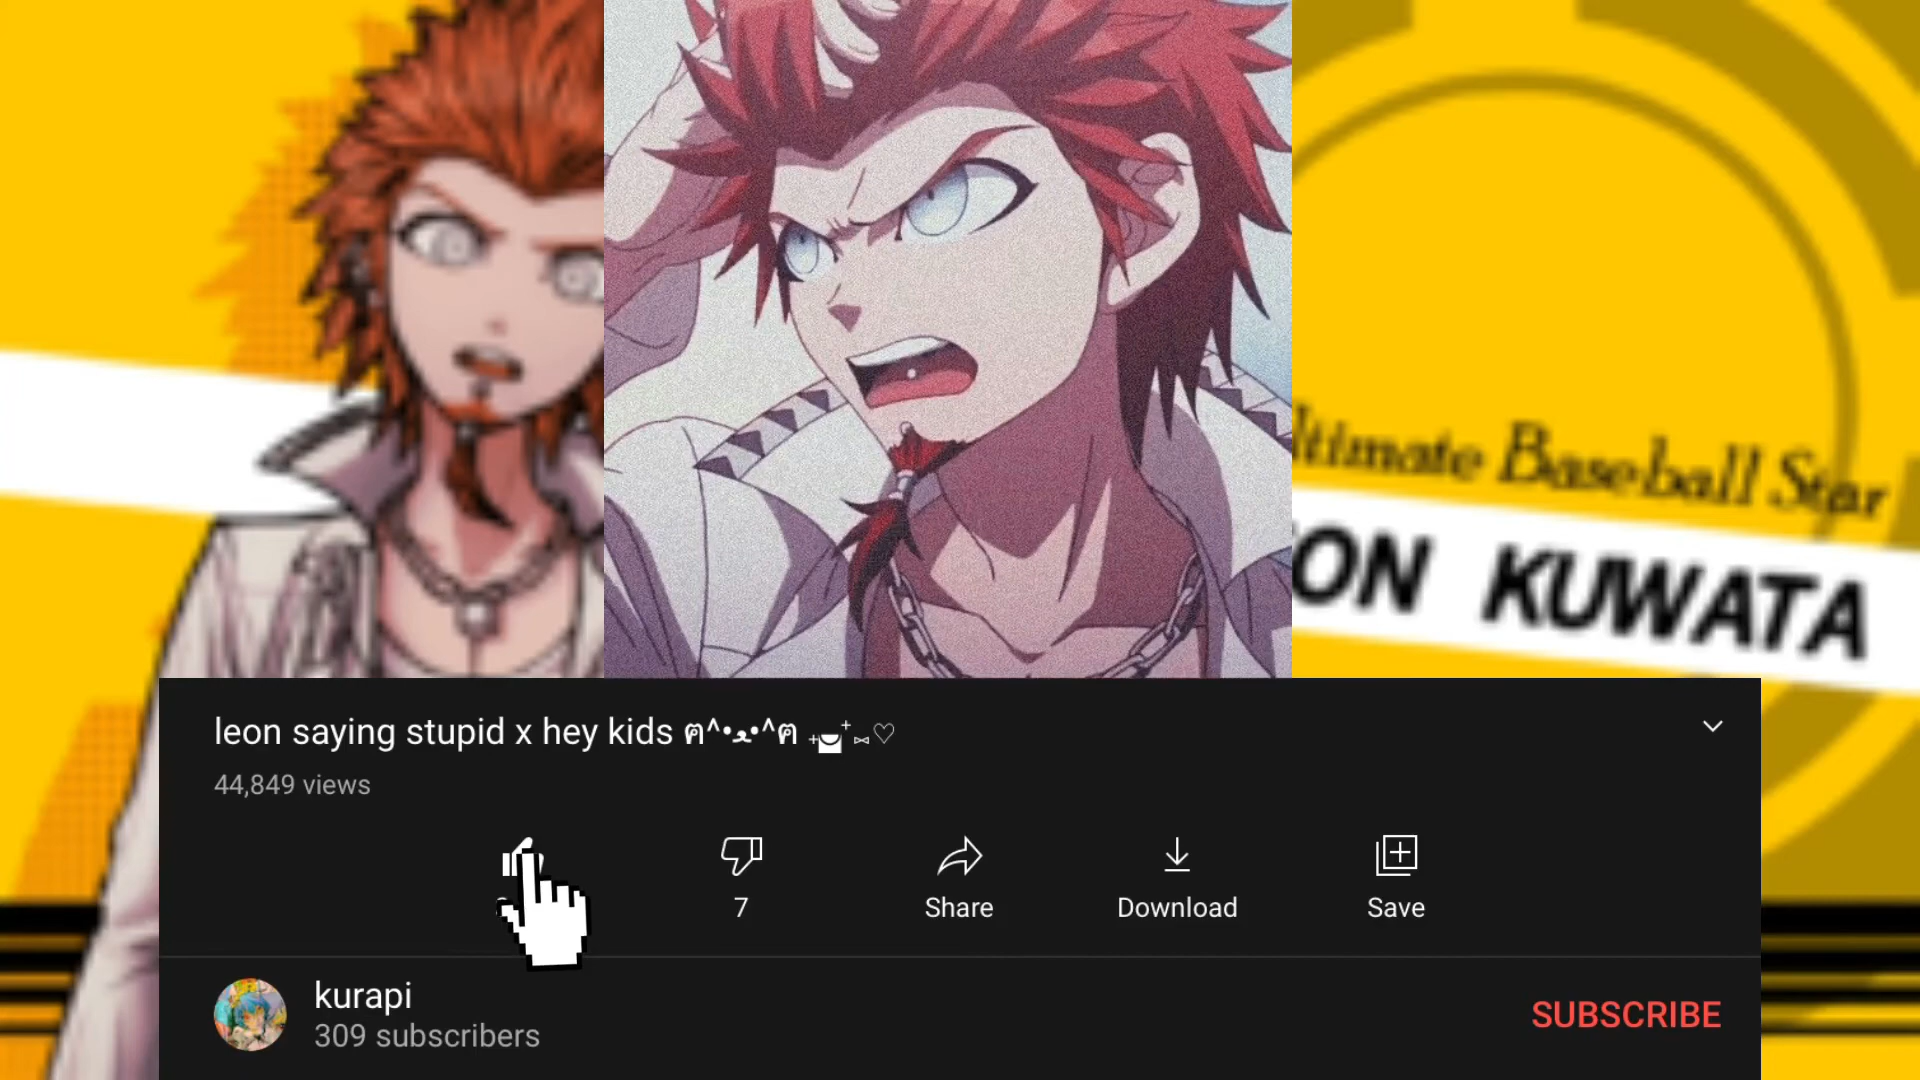 ltimate Baseball Star
ON KUWATA
leon saying stupid x hey kids ฅ^•ﻌ•^ฅ ₊◛⁺⑅♡
44,849 views
7
Share
Download
Save
kurapi
309 subscribers
SUBSCRIBE